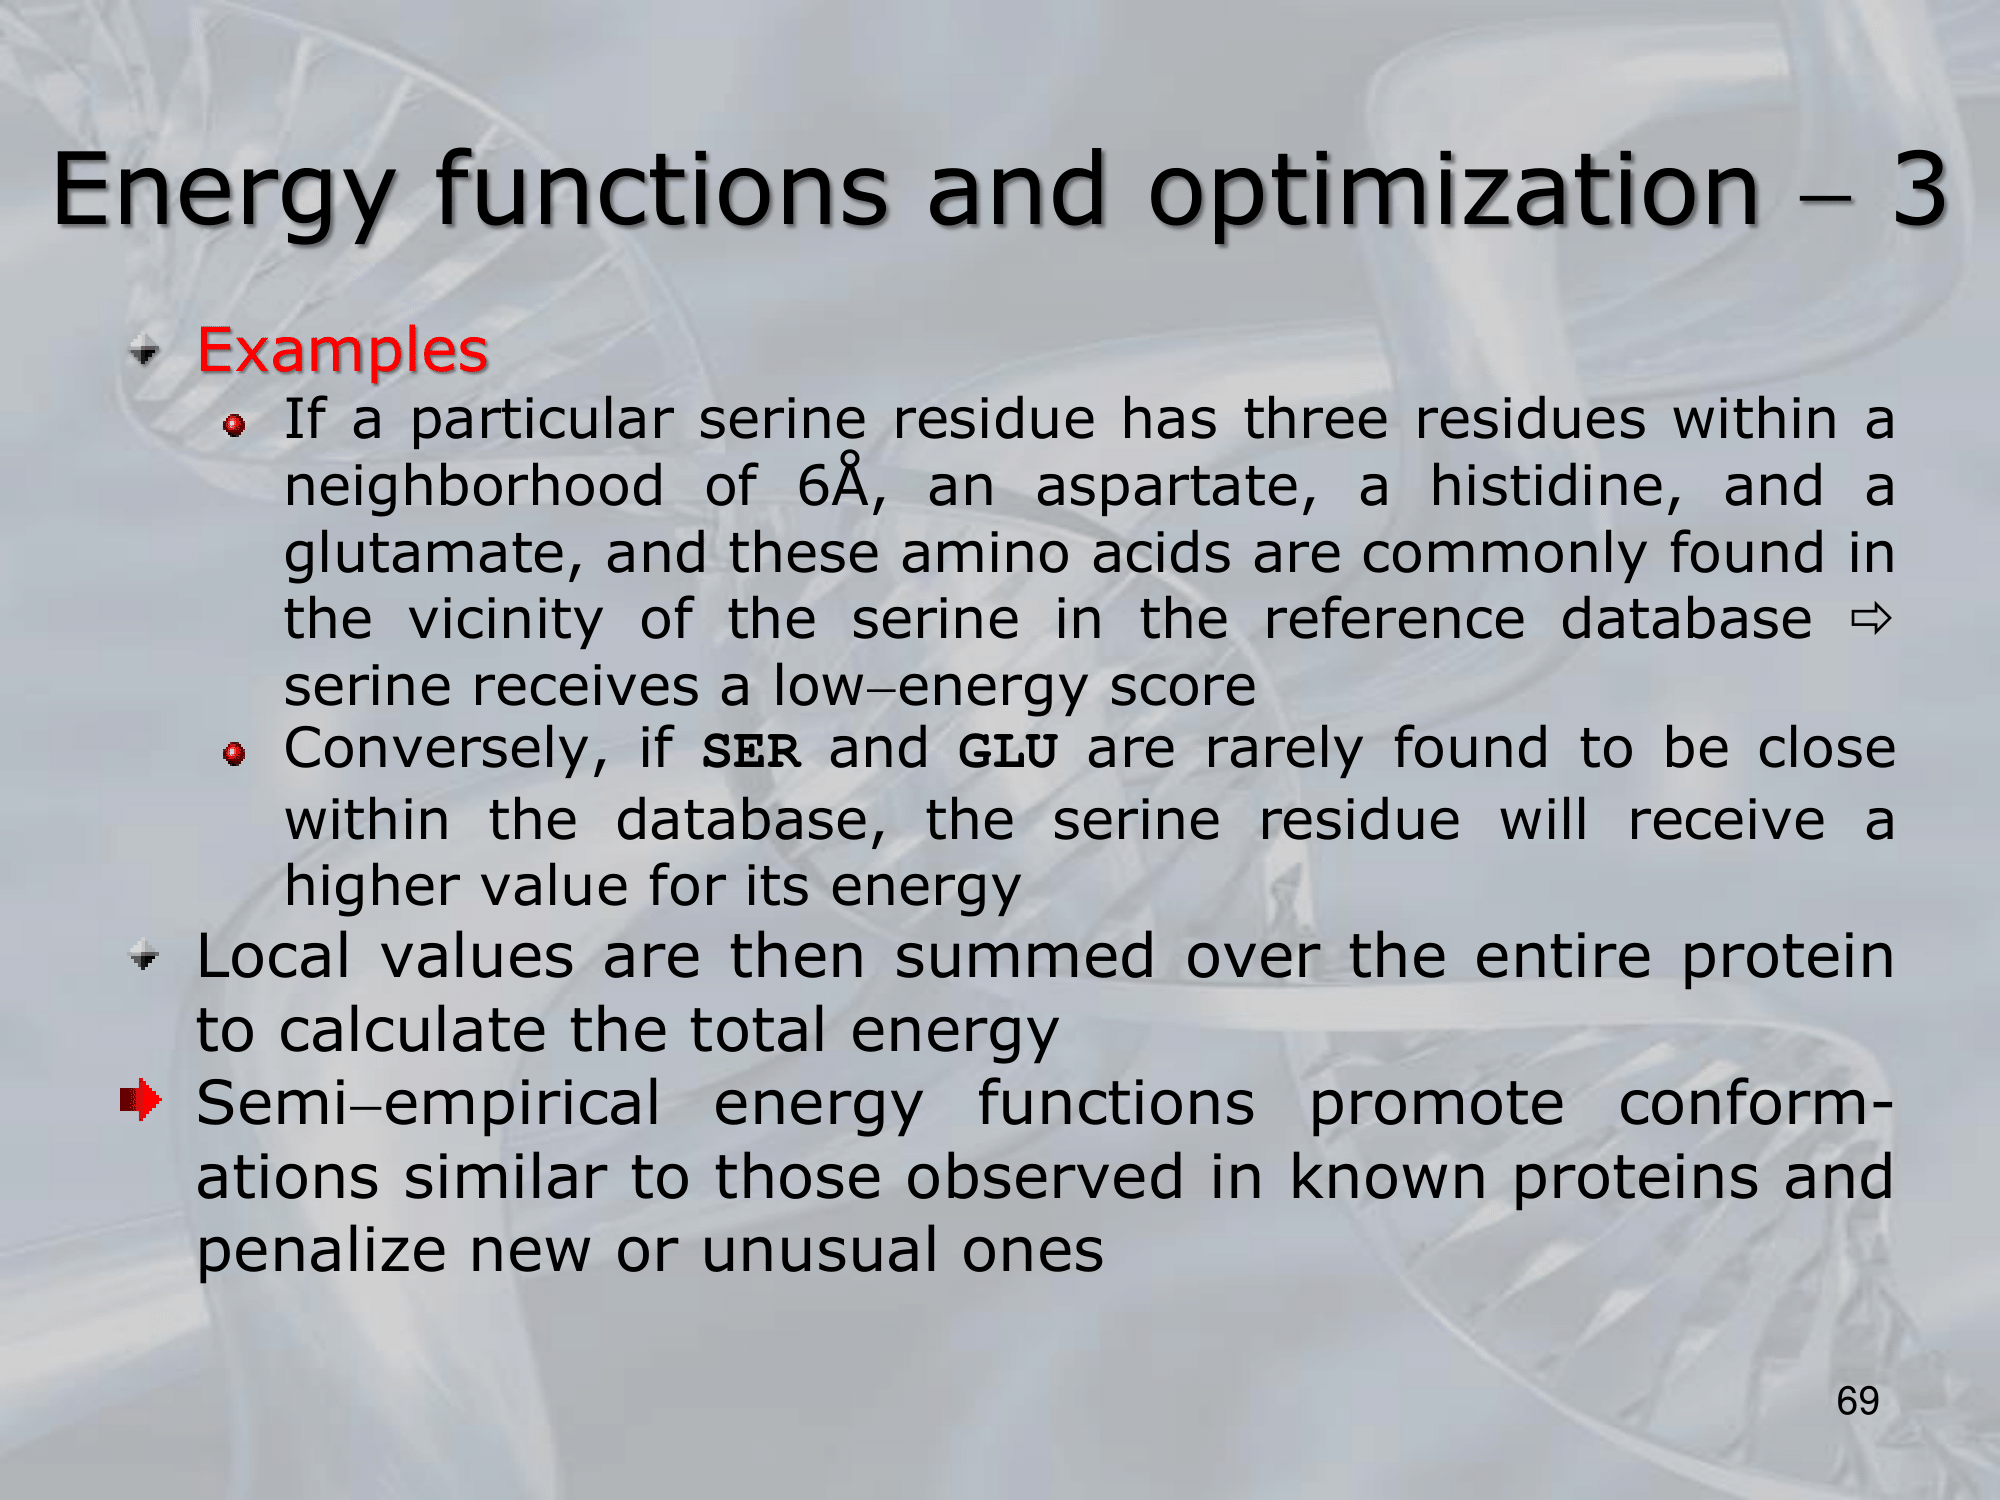 Energy functions and optimization – 3
Examples
If a particular serine residue has three residues within a
neighborhood of 6Å, an aspartate, a histidine, and a
glutamate, and these amino acids are commonly found in
the vicinity of the serine in the reference database ⇨
serine receives a low–energy score
Conversely, if SER and GLU are rarely found to be close
within the database, the serine residue will receive a
higher value for its energy
Local values are then summed over the entire protein
to calculate the total energy
Semi–empirical energy functions promote conform-
ations similar to those observed in known proteins and
penalize new or unusual ones
69